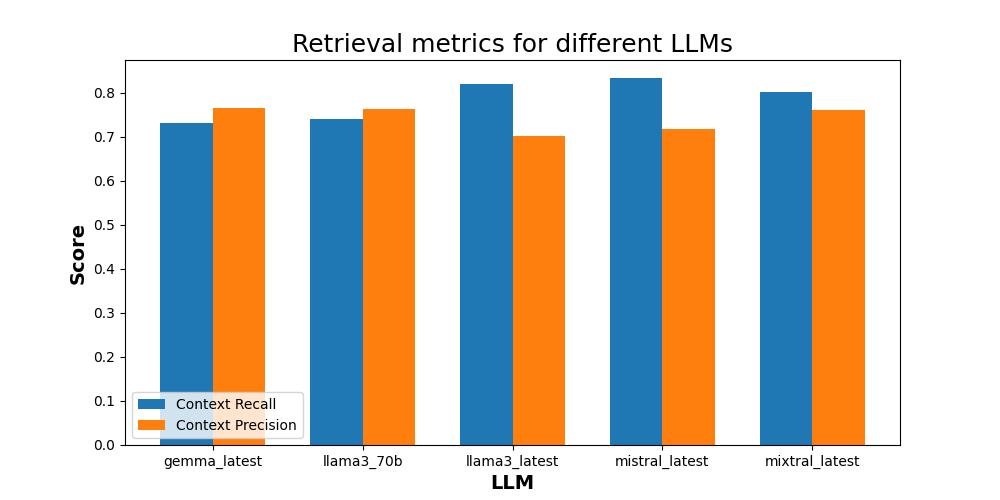 Retrieval metrics for different LLMs
Score
0.8
0.7
0.6
0.5
0.4
0.3
0.2
0.1
0.0
Context Recall
Context Precision
gemma_latest
llama3_70b
llama3_latest
mistral_latest
mixtral_latest
LLM